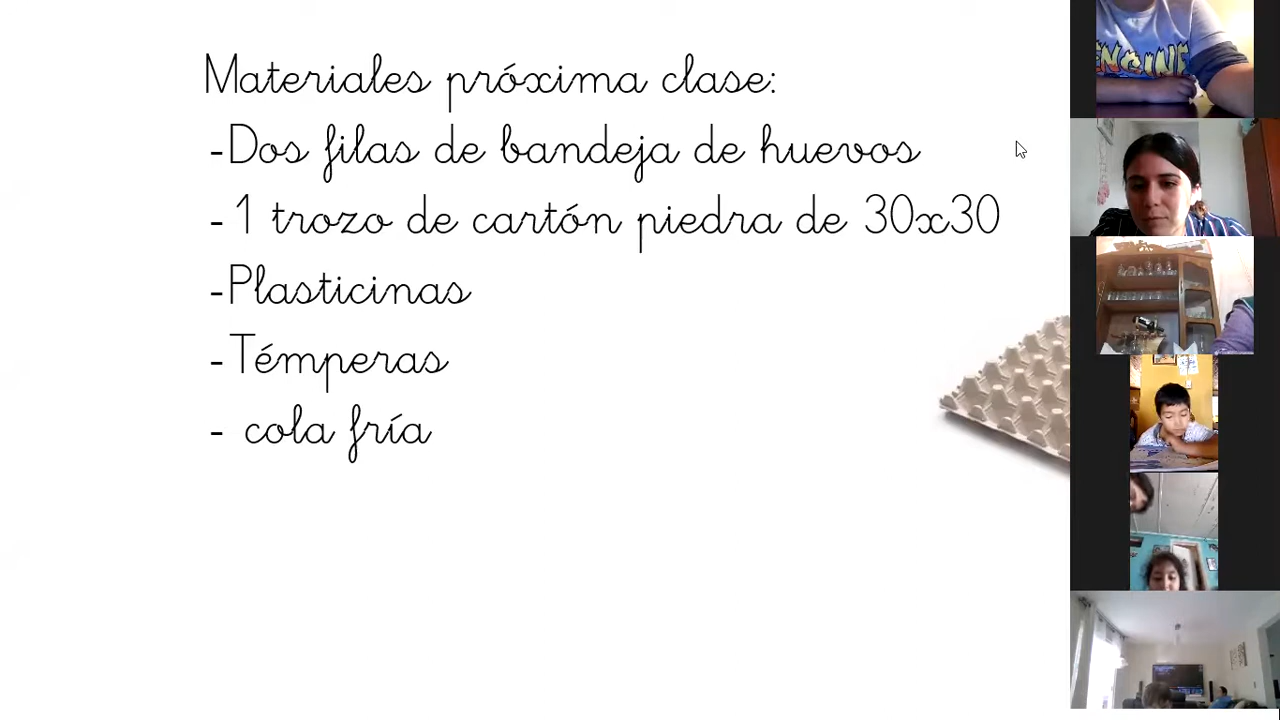 Materiales próxima clase:
-Dos filas de bandeja de huevos
- 1 trozo de cartón piedra de 30x30
-Plasticinas
-Témperas
- cola fría
ENGINE